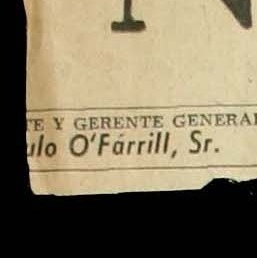 TE Y GERENTE GENERAL
ulo O'Fárrill, Sr.